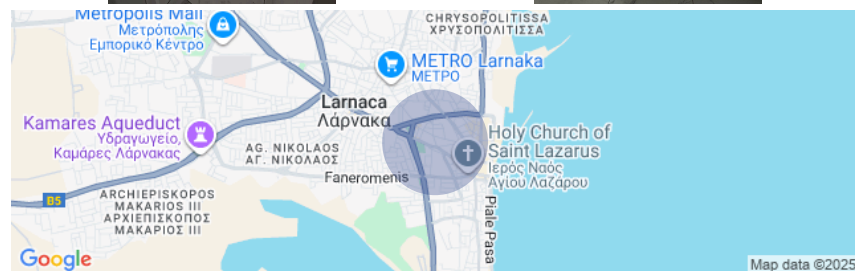 Metropolis Mall
Μετρόπολης
Εμπορικό Κέντρο
CHRYSOPOLITISSA
ΧΡΥΣΟΠΟΛΙΤΙΣΣΑ
METRO Larnaka
ΜΕΤΡΟ
Larnaca
Λάρνακα
Kamares Aqueduct
Υδραγωγείο,
Καμάρες Λάρνακας
AG. NIKOLAOS
ΑΓ. ΝΙΚΟΛΑΟΣ
Holy Church of
Saint Lazarus
Ιερός Ναός
Αγίου Λαζάρου
Faneromenis
B5
ARCHIEPISKOPOS
MAKARIOS III
ΑΡΧΙΕΠΙΣΚΟΠΟΣ
ΜΑΚΑΡΙΟΣ ΙΙΙ
Piale Pasa
Google
Map data ©2025